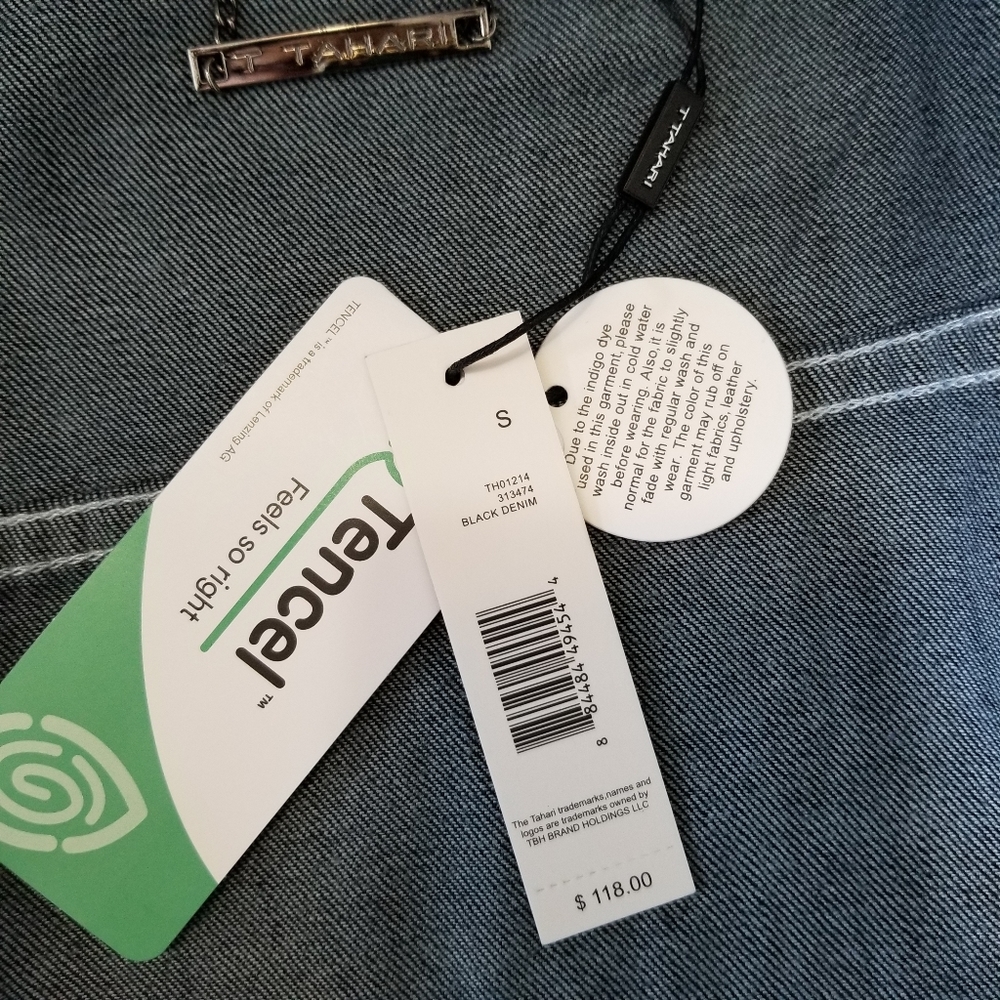 T TAHARI
T TAHARI
TENCEL™ is a trademark of Lenzing AG
Tencel™
Feels so right
S
TH01214
313474
BLACK DENIM
8 84484 49454 4
The Tahari trademarks,names and
logos are trademarks owned by
TBH BRAND HOLDINGS LLC
$ 118.00
Due to the indigo dye
used in this garment, please
wash inside out in cold water
before wearing. Also, it is
normal for the fabric to slightly
fade with regular wash and
wear. The color of this
garment may rub off on
light fabrics, leather
and upholstery.